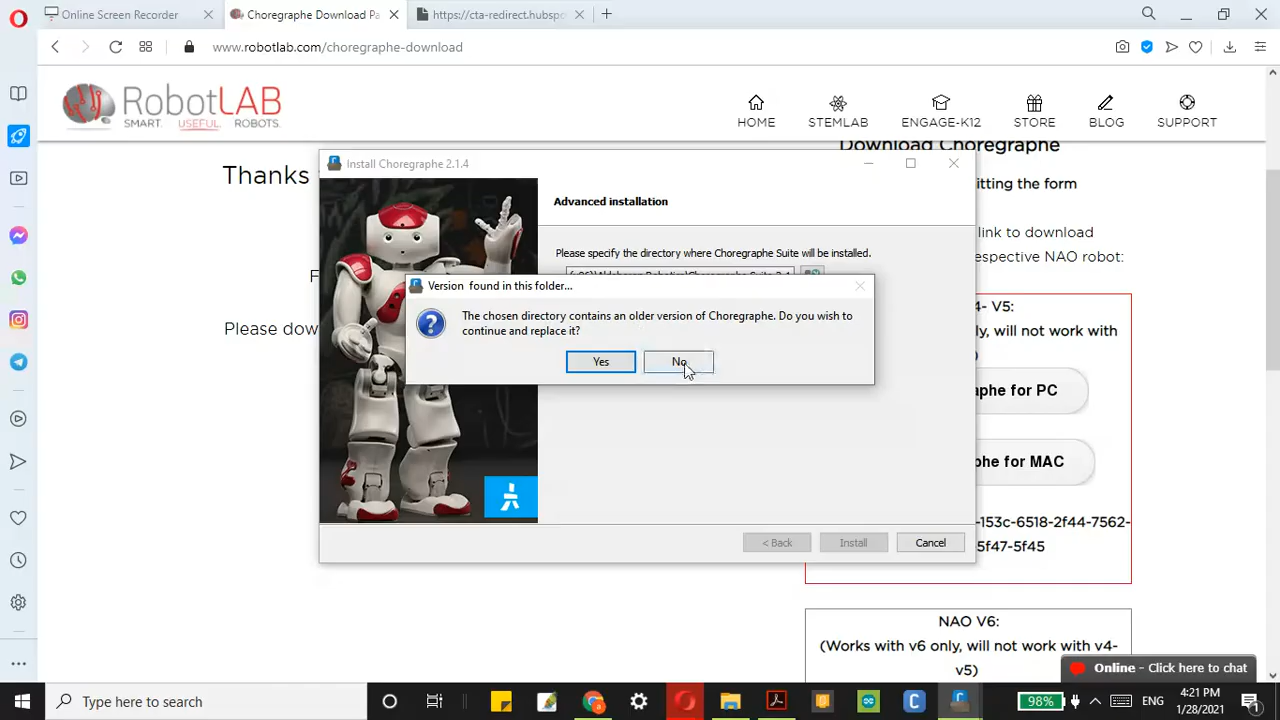 Online Screen Recorder
Choregraphe Download Pa
https://cta-redirect.hubspo
www.robotlab.com/choregraphe-download
RobotLAB
SMART. USEFUL. ROBOTS.
HOME
STEMLAB
ENGAGE-K12
STORE
BLOG
SUPPORT
Download Choregraphe
Thanks
itting the form
link to download
respective NAO robot:
F
Please dow
4- V5:
ly, will not work with
aphe for PC
phe for MAC
-153c-6518-2f44-7562-
5f47-5f45
NAO V6:
(Works with v6 only, will not work with v4-
v5)
Install Choregraphe 2.1.4
Advanced installation
Please specify the directory where Choregraphe Suite will be installed.
Version found in this folder...
The chosen directory contains an older version of Choregraphe. Do you wish to
continue and replace it?
Yes
No
< Back
Install
Cancel
Online - Click here to chat
Type here to search
98%
ENG
4:21 PM
1/28/2021